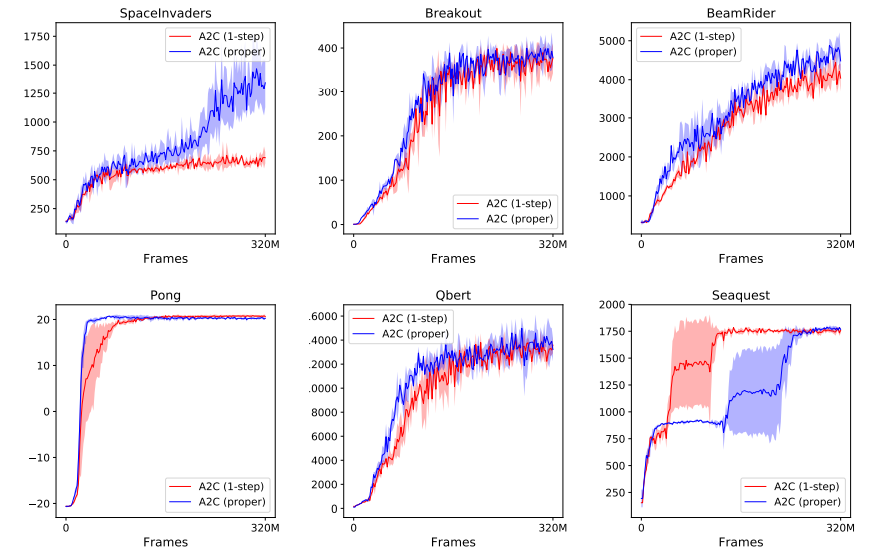 SpaceInvaders
1750
1500
1250
1000
750
500
250
A2C (1-step)
A2C (proper)
0
320M
Frames
Breakout
400
300
200
100
0
A2C (1-step)
A2C (proper)
0
320M
Frames
BeamRider
5000
4000
3000
2000
1000
A2C (1-step)
A2C (proper)
0
320M
Frames
Pong
20
10
0
−10
−20
A2C (1-step)
A2C (proper)
0
320M
Frames
Qbert
.6000
.4000
.2000
.0000
8000
6000
4000
2000
0
A2C (1-step)
A2C (proper)
0
320M
Frames
Seaquest
2000
1750
1500
1250
1000
750
500
250
A2C (1-step)
A2C (proper)
0
320M
Frames